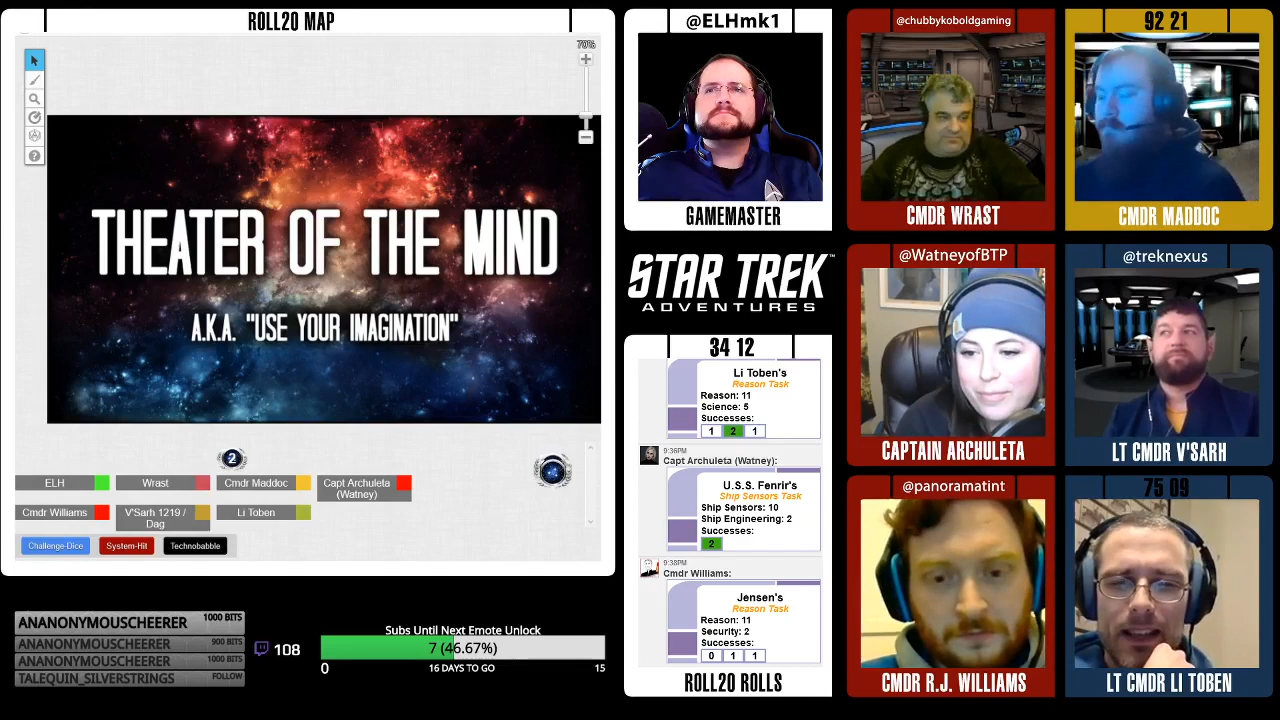 ROLL20 MAP
70%
THEATER OF THE MIND
A.K.A. "USE YOUR IMAGINATION"
2
ELH
Wrast
Cmdr Maddoc
Capt Archuleta
(Watney)
Cmdr Williams
V'Sarh 1219 /
Dag
Li Toben
Challenge-Dice
System-Hit
Technobabble
ANANONYMOUSCHEERER 1000 BITS
ANANONYMOUSCHEERER 900 BITS
ANANONYMOUSCHEERER 1000 BITS
TALEQUIN_SILVERSTRINGS FOLLOW
108
Subs Until Next Emote Unlock
7 (46.67%)
0 16 DAYS TO GO 15
@ELHmk1
GAMEMASTER
STAR TREK™
ADVENTURES
34 12
Li Toben's
Reason Task
Reason: 11
Science: 5
Successes:
1 2 1
9:36PM
Capt Archuleta (Watney):
U.S.S. Fenrir's
Ship Sensors Task
Ship Sensors: 10
Ship Engineering: 2
Successes:
2
9:38PM
Cmdr Williams:
Jensen's
Reason Task
Reason: 11
Security: 2
Successes:
0 1 1
ROLL20 ROLLS
@chubbykoboldgaming
CMDR WRAST
92 21
CMDR MADDOC
@WatneyofBTP
CAPTAIN ARCHULETA
@treknexus
LT CMDR V'SARH
@panoramatint
CMDR R.J. WILLIAMS
75 09
LT CMDR LI TOBEN